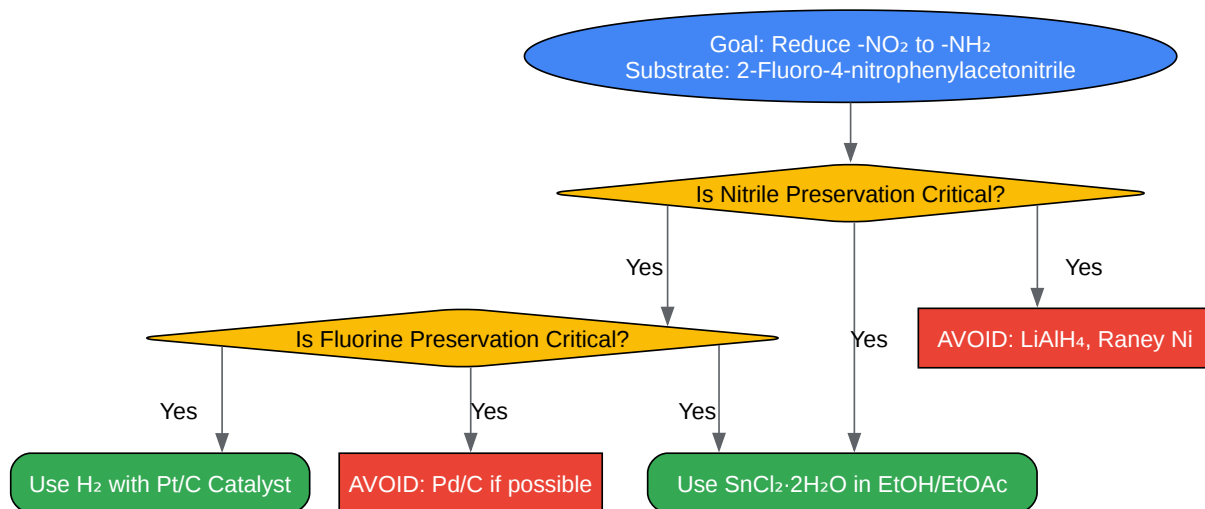 Goal: Reduce -NO₂ to -NH₂
Substrate: 2-Fluoro-4-nitrophenylacetonitrile
Is Nitrile Preservation Critical?
Yes
Yes
Is Fluorine Preservation Critical?
Yes
AVOID: LiAlH₄, Raney Ni
Yes
Yes
Yes
Use H₂ with Pt/C Catalyst
AVOID: Pd/C if possible
Use SnCl₂·2H₂O in EtOH/EtOAc